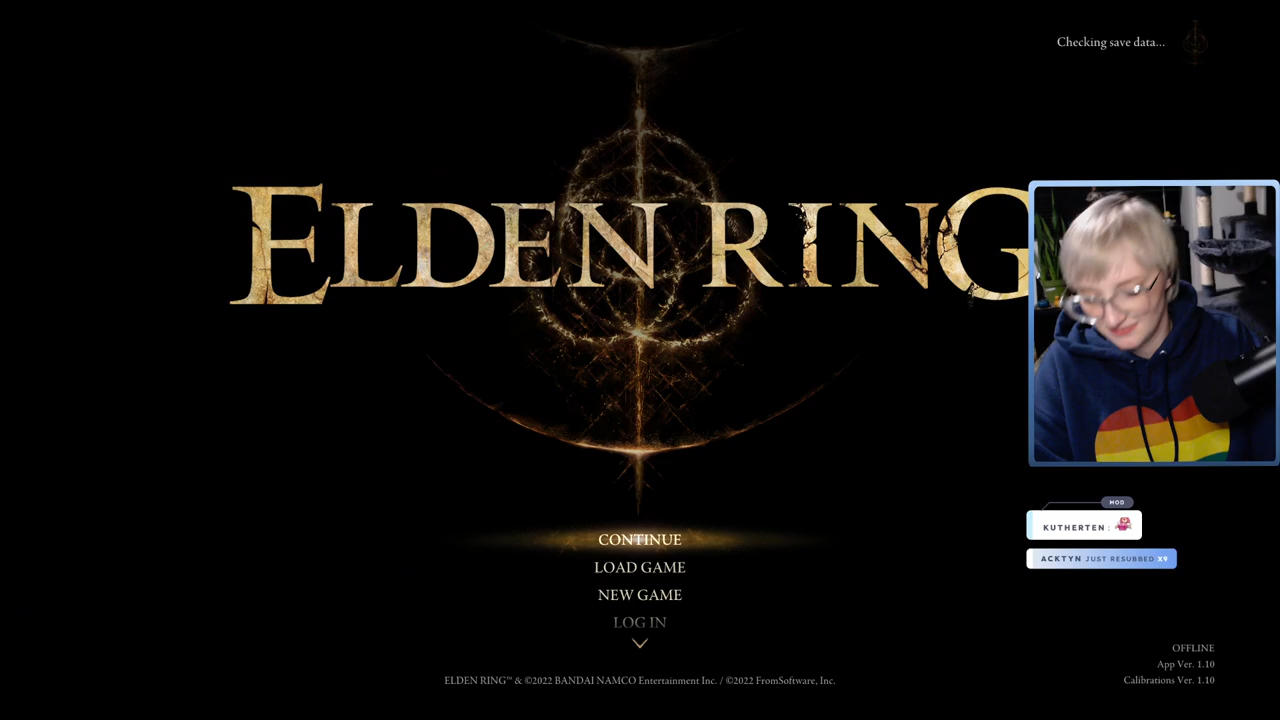 Checking save data...
ELDEN RING
MOD
KUTHERTEN :
ACKTYN JUST RESUBBED X9
CONTINUE
LOAD GAME
NEW GAME
LOG IN
OFFLINE
App Ver. 1.10
Calibrations Ver. 1.10
ELDEN RING™ & ©2022 BANDAI NAMCO Entertainment Inc. / ©2022 FromSoftware, Inc.